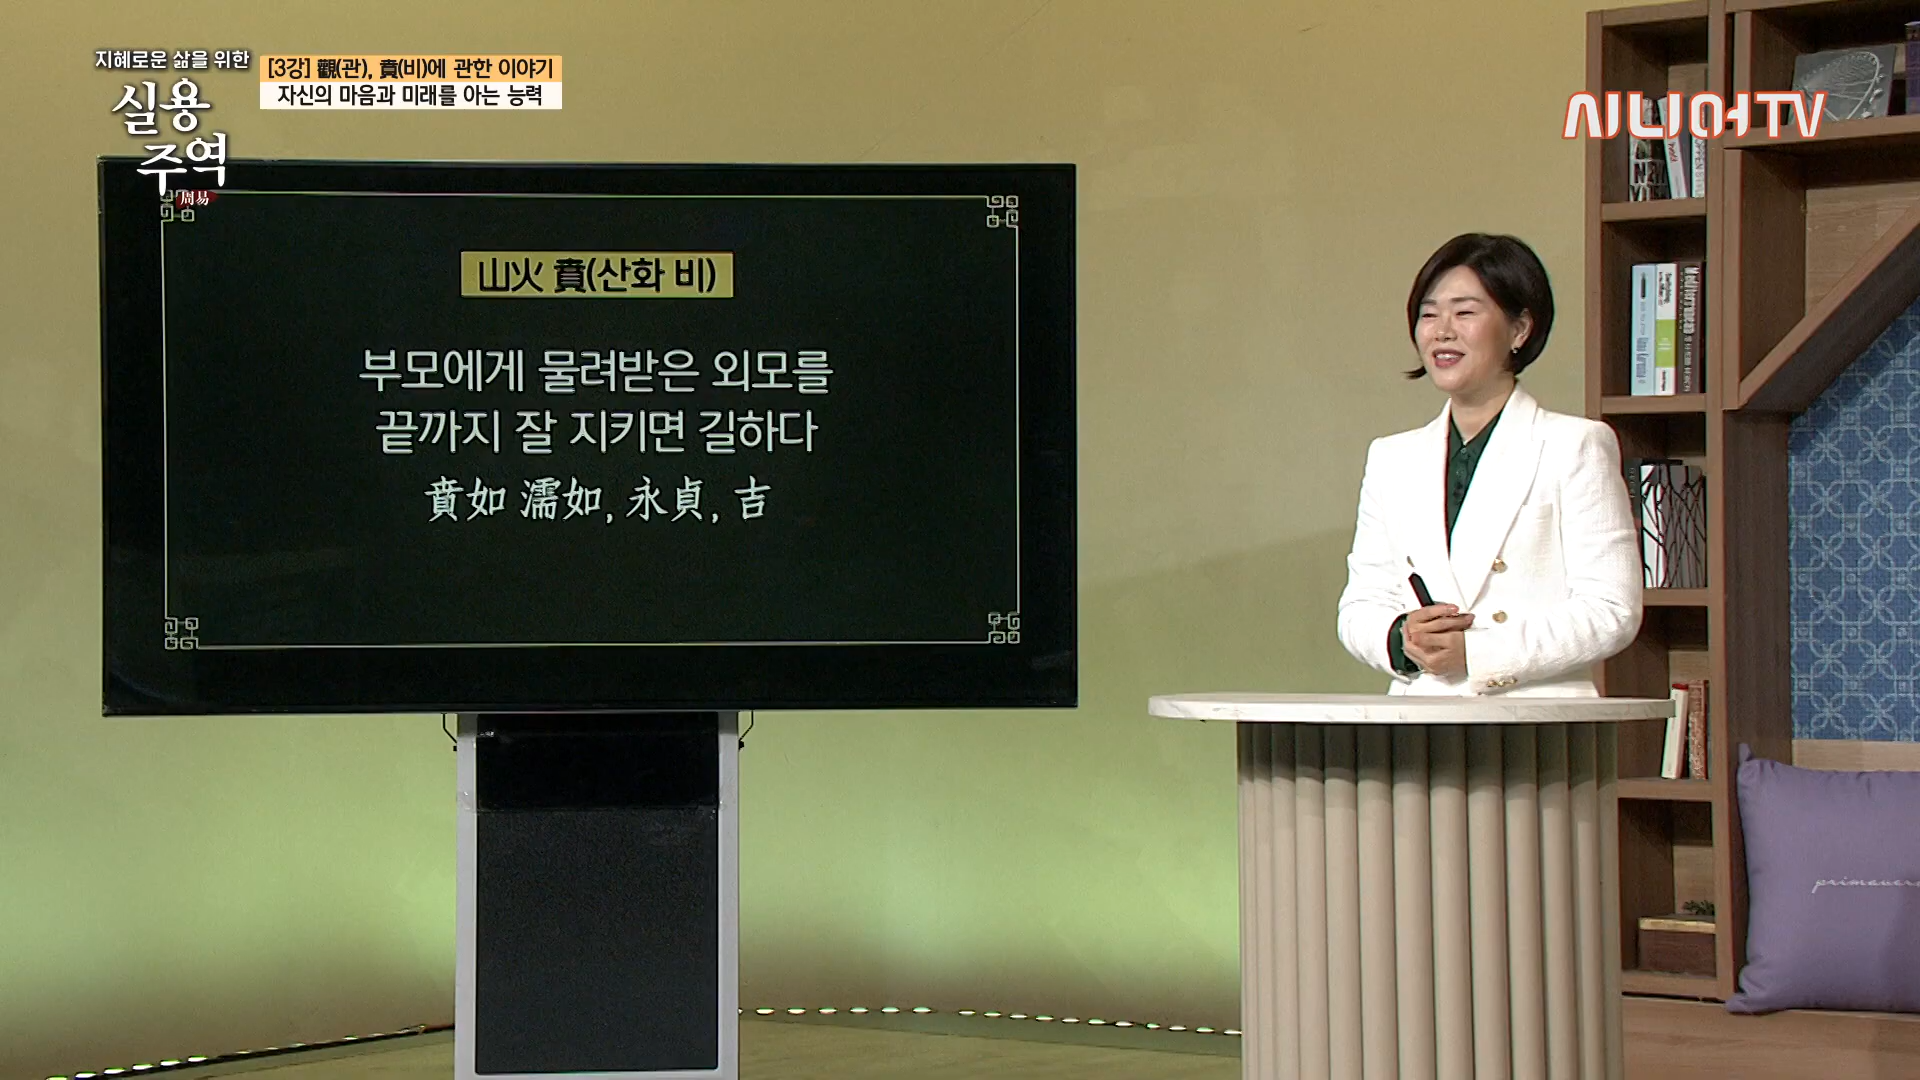 지혜로운 삶을 위한
실용
주역
周易
[3강] 觀(관), 賁(비)에 관한 이야기
자신의 마음과 미래를 아는 능력
시니어TV
山火 賁(산화 비)
부모에게 물려받은 외모를
끝까지 잘 지키면 길하다
賁如 濡如, 永貞, 吉
primavera